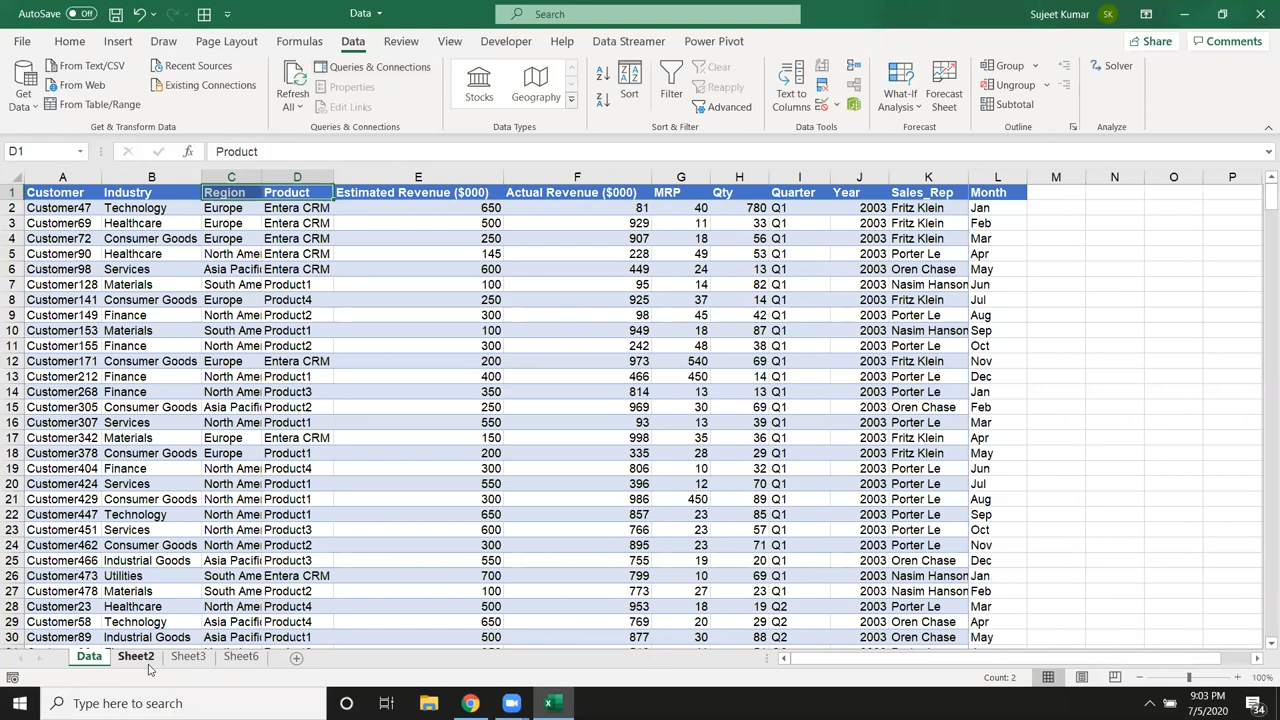 AutoSave Off Data Search Sujeet Kumar SK
File Home Insert Draw Page Layout Formulas Data Review View Developer Help Data Streamer Power Pivot Share Comments
Get Data From Text/CSV From Web From Table/Range Recent Sources Existing Connections Refresh All Queries & Connections Properties Edit Links Stocks Geography Sort Filter Clear Reapply Advanced Text to Columns What-If Analysis Forecast Sheet Group Ungroup Subtotal Solver
Get & Transform Data Queries & Connections Data Types Sort & Filter Data Tools Forecast Outline Analyze
D1 fx Product
A B C D E F G H I J K L M N O P
1 Customer Industry Region Product Estimated Revenue ($000) Actual Revenue ($000) MRP Qty Quarter Year Sales_Rep Month
2 Customer47 Technology Europe Entera CRM 650 81 40 780 Q1 2003 Fritz Klein Jan
3 Customer69 Healthcare Europe Entera CRM 500 929 11 33 Q1 2003 Fritz Klein Feb
4 Customer72 Consumer Goods Europe Entera CRM 250 907 18 56 Q1 2003 Fritz Klein Mar
5 Customer90 Healthcare North Ame Entera CRM 145 228 49 53 Q1 2003 Porter Le Apr
6 Customer98 Services Asia Pacific Entera CRM 600 449 24 13 Q1 2003 Oren Chase May
7 Customer128 Materials South Ame Product1 100 95 14 82 Q1 2003 Nasim Hanson Jun
8 Customer141 Consumer Goods Europe Product4 250 925 37 14 Q1 2003 Fritz Klein Jul
9 Customer149 Finance North Ame Product2 300 98 45 42 Q1 2003 Porter Le Aug
10 Customer153 Materials South Ame Product1 100 949 18 87 Q1 2003 Nasim Hanson Sep
11 Customer155 Finance North Ame Product2 300 242 48 38 Q1 2003 Porter Le Oct
12 Customer171 Consumer Goods Europe Entera CRM 200 973 540 69 Q1 2003 Fritz Klein Nov
13 Customer212 Finance North Ame Product1 400 466 450 14 Q1 2003 Porter Le Dec
14 Customer268 Finance North Ame Product3 350 814 13 13 Q1 2003 Porter Le Jan
15 Customer305 Consumer Goods Asia Pacific Product2 250 969 30 69 Q1 2003 Oren Chase Feb
16 Customer307 Services North Ame Product1 550 93 13 39 Q1 2003 Porter Le Mar
17 Customer342 Materials Europe Entera CRM 150 998 35 36 Q1 2003 Fritz Klein Apr
18 Customer378 Consumer Goods Europe Product1 200 335 28 29 Q1 2003 Fritz Klein May
19 Customer404 Finance North Ame Product4 300 806 10 32 Q1 2003 Porter Le Jun
20 Customer424 Services North Ame Product1 550 396 12 70 Q1 2003 Porter Le Jul
21 Customer429 Consumer Goods North Ame Product1 300 986 450 89 Q1 2003 Porter Le Aug
22 Customer447 Technology North Ame Product1 650 857 23 85 Q1 2003 Porter Le Sep
23 Customer451 Services North Ame Product3 600 766 23 57 Q1 2003 Porter Le Oct
24 Customer462 Consumer Goods North Ame Product2 300 895 23 71 Q1 2003 Porter Le Nov
25 Customer466 Industrial Goods Asia Pacific Product3 550 755 19 20 Q1 2003 Oren Chase Dec
26 Customer473 Utilities South Ame Entera CRM 700 799 10 69 Q1 2003 Nasim Hanson Jan
27 Customer478 Materials South Ame Product2 100 773 27 23 Q1 2003 Nasim Hanson Feb
28 Customer23 Healthcare North Ame Product4 500 953 18 19 Q2 2003 Porter Le Mar
29 Customer58 Technology Asia Pacific Product4 650 769 29 20 Q2 2003 Oren Chase Apr
30 Customer89 Industrial Goods Asia Pacific Product1 500 877 30 88 Q2 2003 Oren Chase May
Data Sheet2 Sheet3 Sheet6
Count: 2 100%
Type here to search 9:03 PM 7/5/2020 34